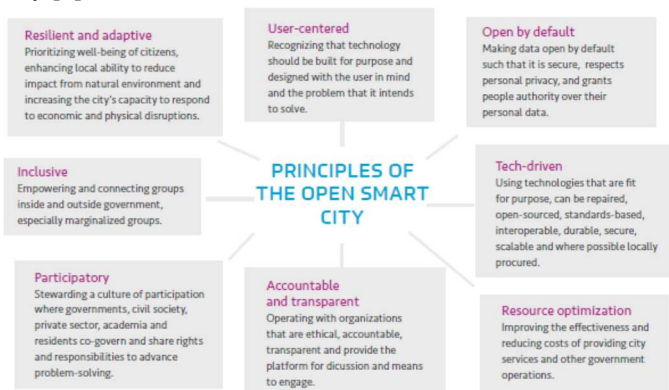 Resilient and adaptive
Prioritizing well-being of citizens,
enhancing local ability to reduce
impact from natural environment and
increasing the city's capacity to respond
to economic and physical disruptions.
User-centered
Recognizing that technology
should be built for purpose and
designed with the user in mind
and the problem that it intends
to solve.
Open by default
Making data open by default
such that it is secure, respects
personal privacy, and grants
people authority over their
personal data.
Inclusive
Empowering and connecting groups
inside and outside government,
especially marginalized groups.
PRINCIPLES OF
THE OPEN SMART
CITY
Tech-driven
Using technologies that are fit
for purpose, can be repaired,
open-sourced, standards-based,
interoperable, durable, secure,
scalable and where possible locally
procured.
Participatory
Stewarding a culture of participation
where governments, civil society,
private sector, academia and
residents co-govern and share rights
and responsibilities to advance
problem-solving.
Accountable
and transparent
Operating with organizations
that are ethical, accountable,
transparent and provide the
platform for dicussion and means
to engage.
Resource optimization
Improving the effectiveness and
reducing costs of providing city
services and other government
operations.